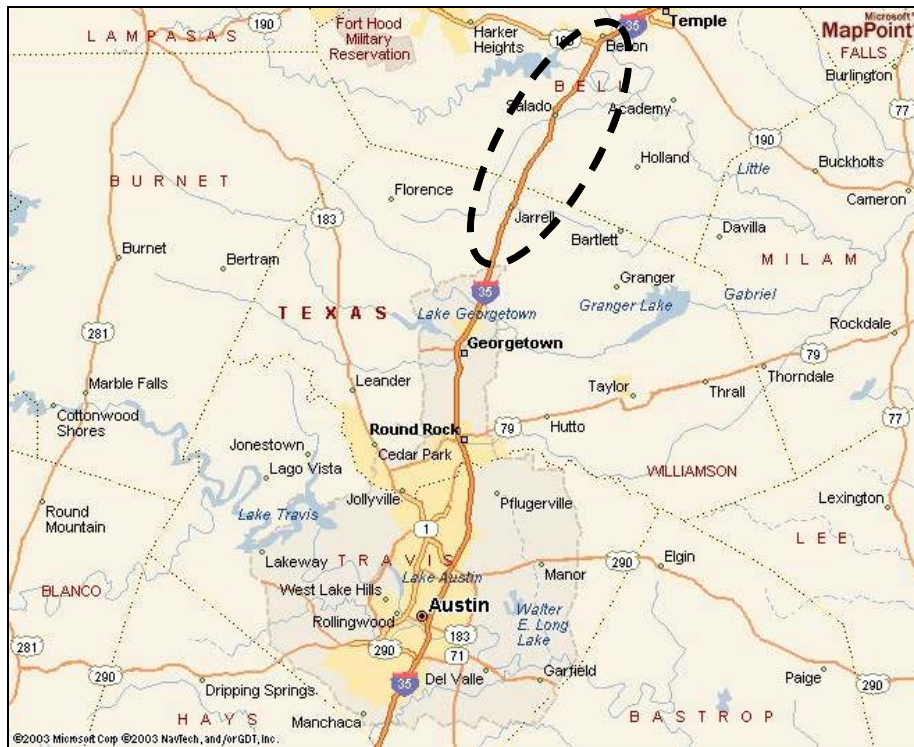 Microsoft
MapPoint
35
Temple
190
LAMPASAS
Fort Hood
Military
Reservation
Harker
Heights
190
Belton
FALLS
Burlington
BELL
77
Salado
Academy
190
Holland
Little
Buckholts
BURNET
Florence
Cameron
183
Jarrell
Bartlett
Davilla
Burnet
Bertram
MILAM
Granger
35
Granger Lake
Gabriel
TEXAS
Lake Georgetown
281
Rockdale
Georgetown
79
Marble Falls
Leander
Taylor
Thrall
Thorndale
Cottonwood
Shores
77
Round Rock
79
Hutto
Jonestown
Cedar Park
Lago Vista
WILLIAMSON
Jollyville
Pflugerville
Lexington
Round
Mountain
Lake Travis
1
LEE
Lakeway
TRAVIS
290
Elgin
Lake Austin
Manor
BLANCO
West Lake Hills
Austin
Walter
E. Long
Lake
Rollingwood
183
281
290
71
290
35
Del Valle
Garfield
Paige
290
Dripping Springs
HAYS
Manchaca
BASTROP
©2003 Microsoft Corp ©2003 NavTech, and/or GDT, Inc.